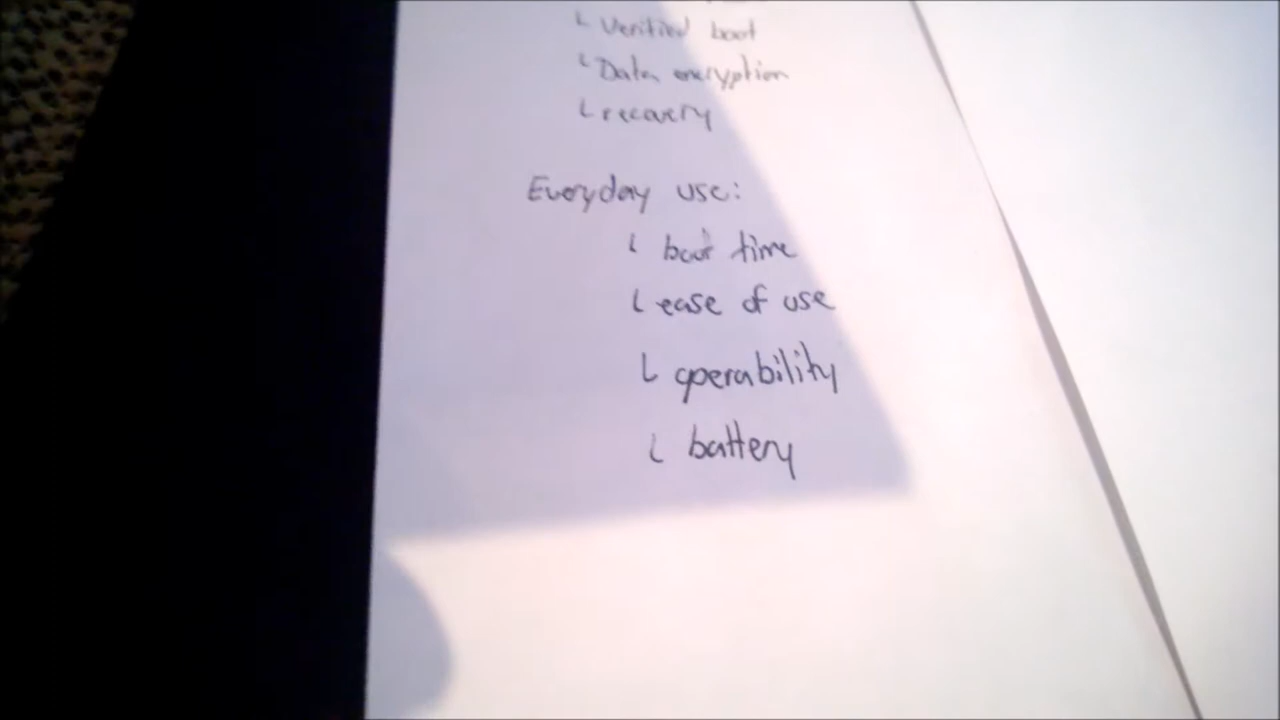 └ Verified boot
└ Data encryption
└ recovery
Everyday use:
└ boot time
└ ease of use
└ operability
└ battery